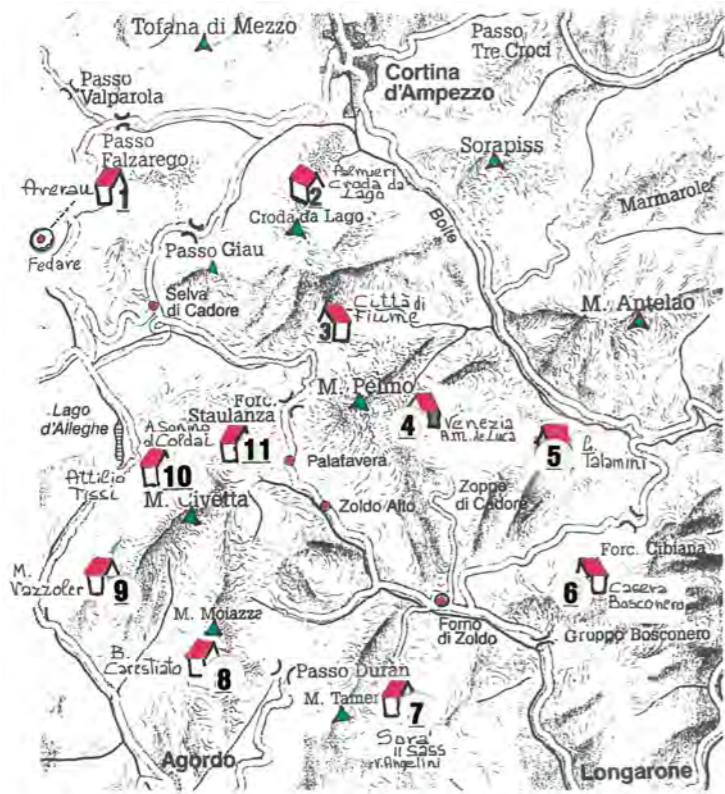 Tofana di Mezzo
Passo
Tre Croci
Cortina
d'Ampezzo
Passo
Valparola
Passo
Falzarego
Sorapiss
Averau
1
Palmieri
Croda da
Lago
2
Marmarole
Croda da Lago
Boite
Passo Giau
Fedare
Selva
di Cadore
Città di
Fiume
3
M. Antelao
M. Pelmo
Forc.
Staulanza
Lago
d'Alleghe
A. Sonino
al Coldai
11
4
Venezia
A.M. de Luca
5
Talamini
10
Palafavera
Attilio
Tissi
M. Civetta
Zoldo Alto
Zoppe
di Cadore
M.
Vazzoler
9
Forc. Cibiana
6
Casera
Bosconero
M. Moiazza
Forno
di Zoldo
Gruppo Bosconero
B.
Carestiato
8
Passo Duran
M. Tamer
7
Sora'
Il Sass
Angelini
Agordo
Longarone